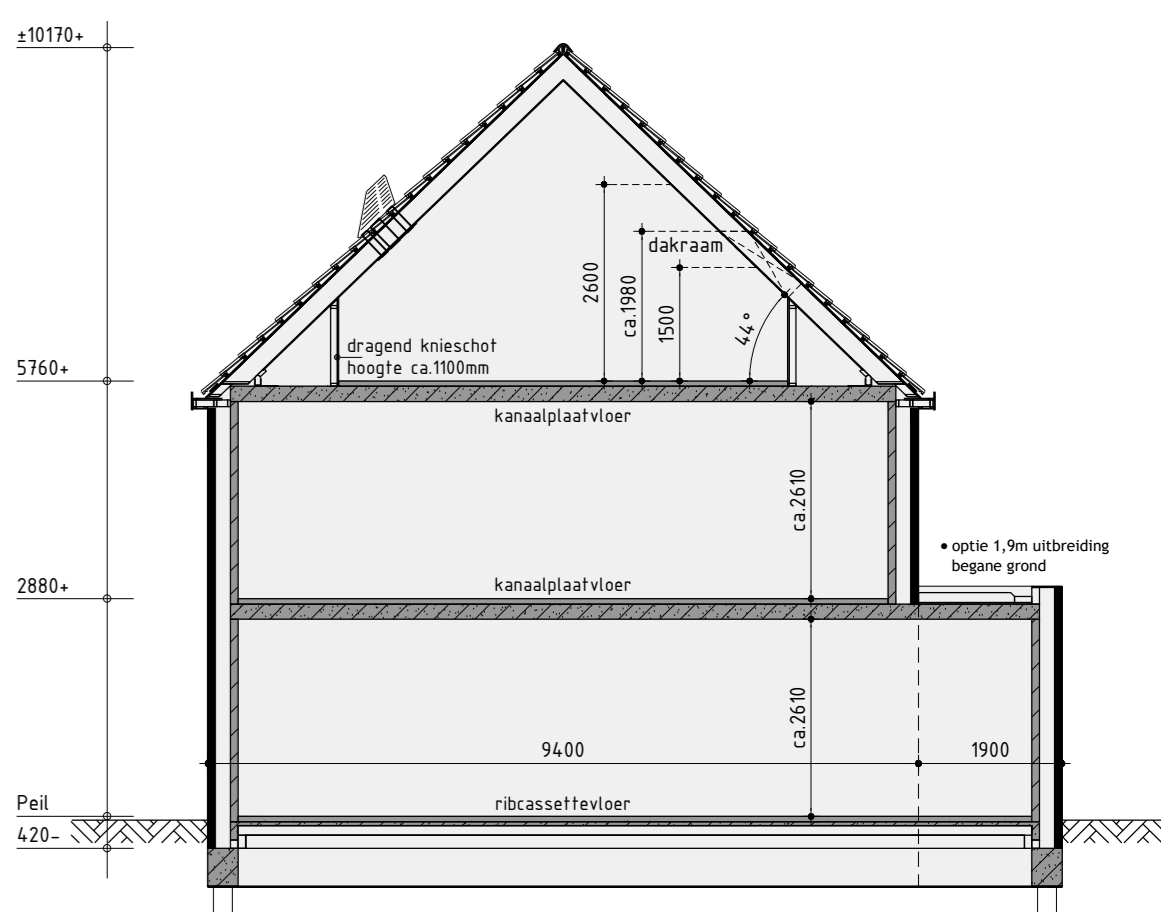 ±10170+
2600
ca.1980
dakraam
1500
44°
dragend knieschot
hoogte ca.1100mm
5760+
kanaalplaatvloer
ca.2610
• optie 1,9m uitbreiding
begane grond
2880+
kanaalplaatvloer
ca.2610
9400
1900
Peil
ribcassettevloer
420-